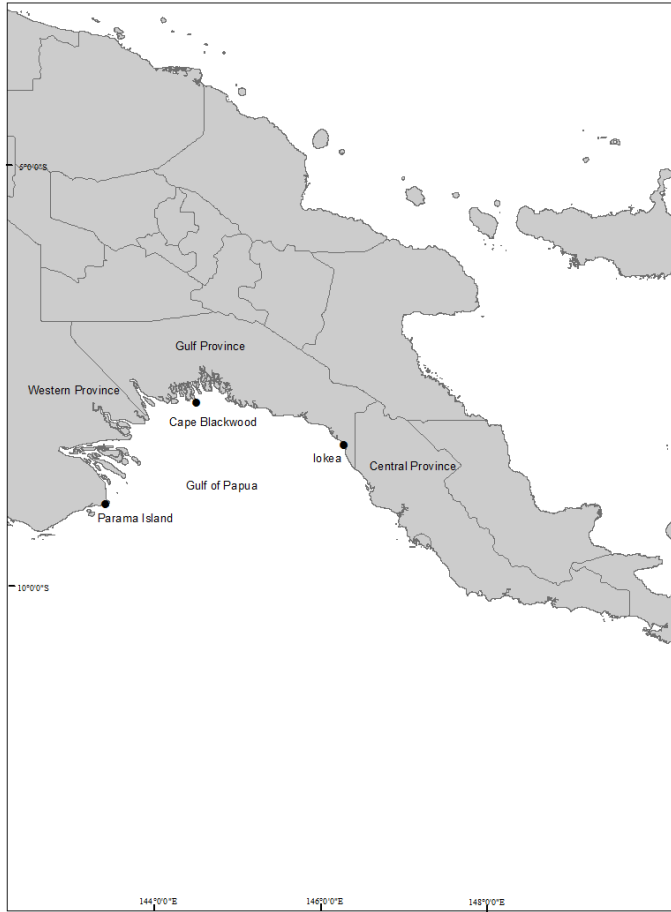 5°0'0"S
Gulf Province
Western Province
Cape Blackwood
Iokea
Central Province
Gulf of Papua
Parama Island
10°0'0"S
144°0'0"E
146°0'0"E
148°0'0"E